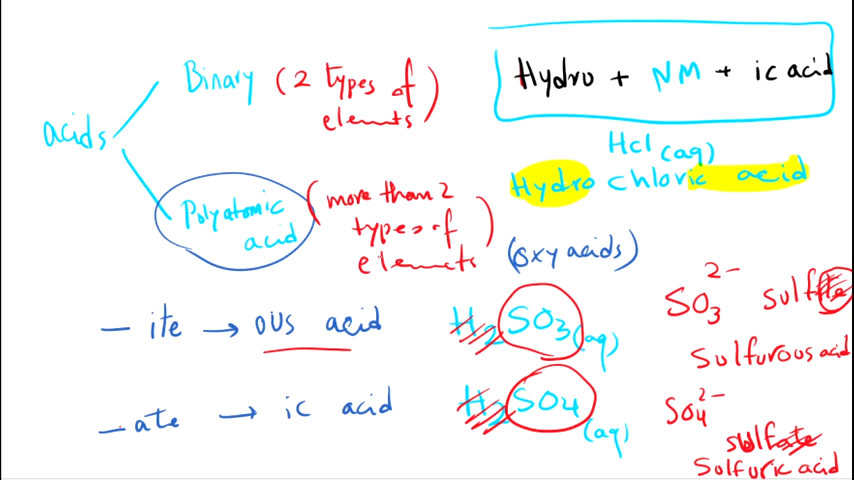 acids
Binary (2 types of elements)
Polyatomic acid (more than 2 types of elements)
(oxy acids)
Hydro + NM + ic acid
Hcl (aq)
Hydro chloric acid
- ite → ous acid
H2SO3(aq)
SO3 2-
Sulfurous acid
- ate → ic acid
H2SO4 (aq)
SO4 2-
sulfate
Sulfuric acid